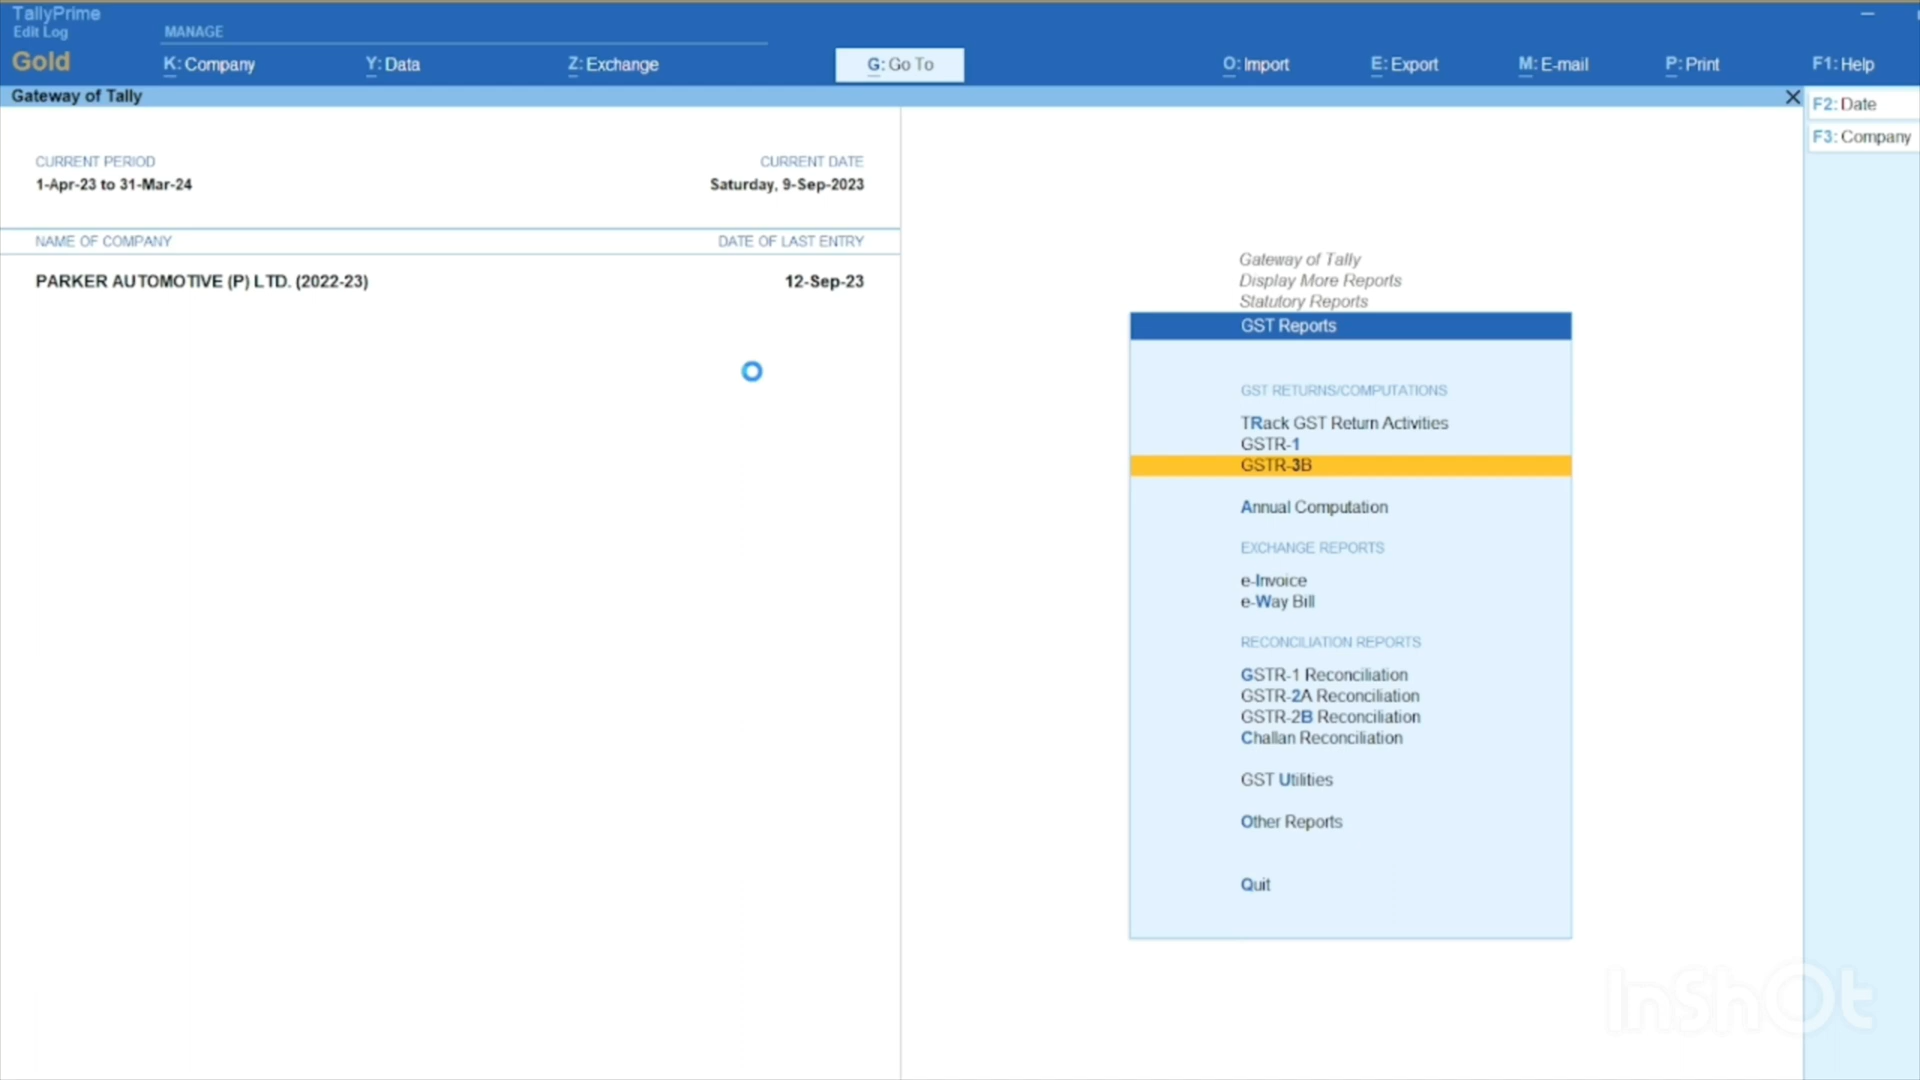 TallyPrime
Edit Log
Gold
MANAGE
K: Company
Y: Data
Z: Exchange
G: Go To
O: Import
E: Export
M: E-mail
P: Print
F1: Help
Gateway of Tally
F2: Date
F3: Company
CURRENT PERIOD
CURRENT DATE
1-Apr-23 to 31-Mar-24
Saturday, 9-Sep-2023
NAME OF COMPANY
DATE OF LAST ENTRY
PARKER AUTOMOTIVE (P) LTD. (2022-23)
12-Sep-23
Gateway of Tally
Display More Reports
Statutory Reports
GST Reports
GST RETURNS/COMPUTATIONS
TRack GST Return Activities
GSTR-1
GSTR-3B
Annual Computation
EXCHANGE REPORTS
e-Invoice
e-Way Bill
RECONCILIATION REPORTS
GSTR-1 Reconciliation
GSTR-2A Reconciliation
GSTR-2B Reconciliation
Challan Reconciliation
GST Utilities
Other Reports
Quit
InShOt